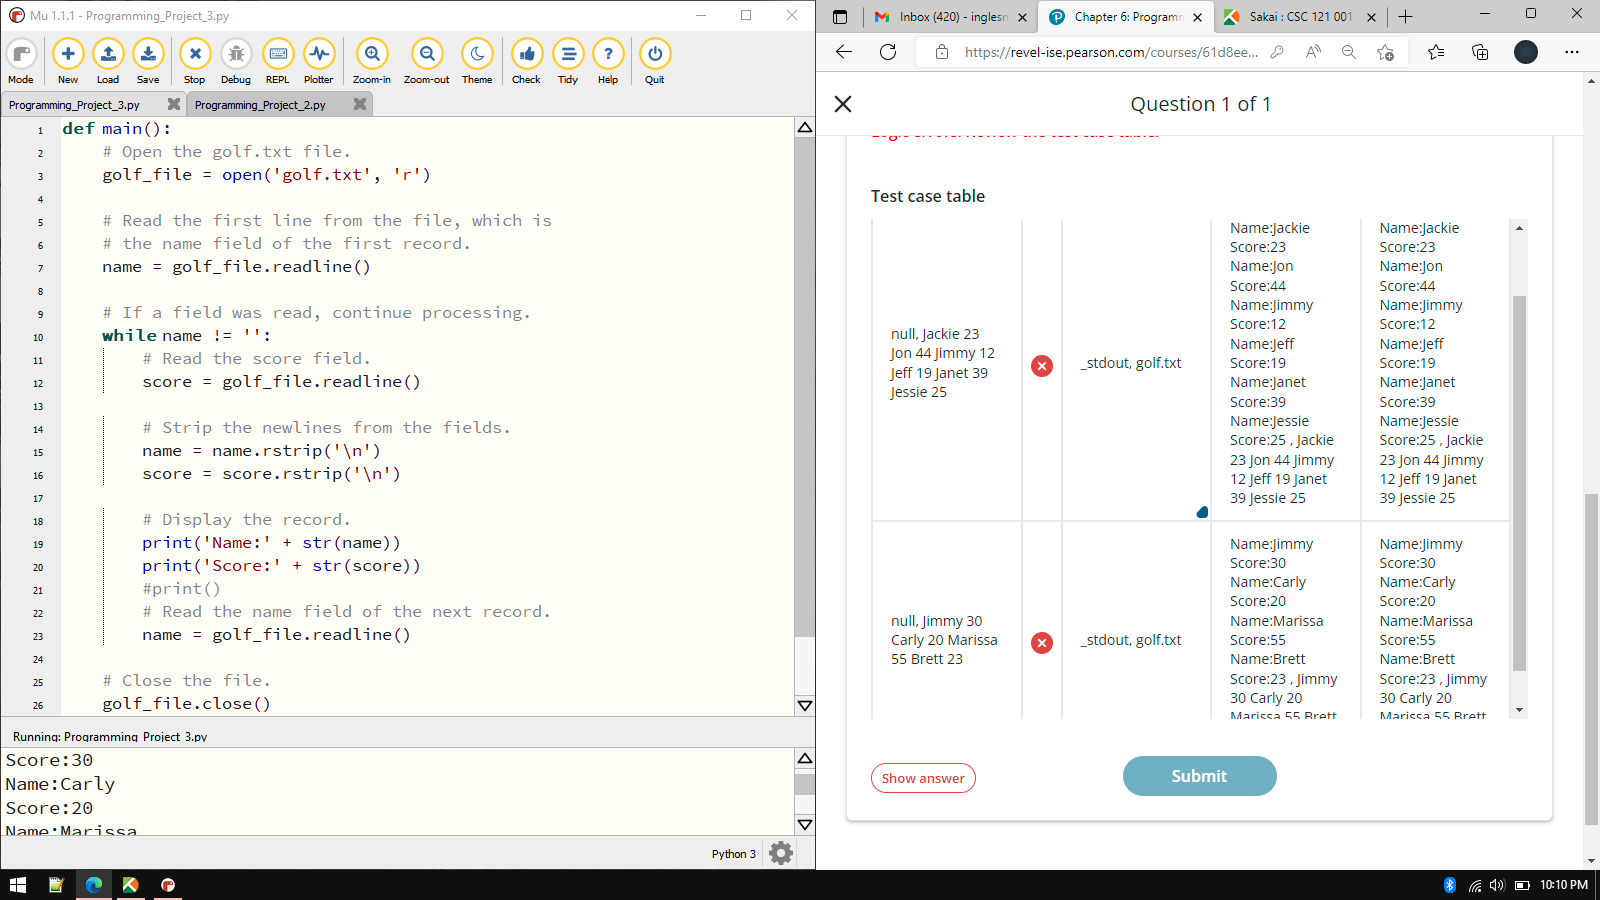 Mu 1.1.1 - Programming_Project_3.py
Mode New Load Save Stop Debug REPL Plotter Zoom-in Zoom-out Theme Check Tidy Help Quit
Programming_Project_3.py Programming_Project_2.py
1 def main():
2 # Open the golf.txt file.
3 golf_file = open('golf.txt', 'r')
4
5 # Read the first line from the file, which is
6 # the name field of the first record.
7 name = golf_file.readline()
8
9 # If a field was read, continue processing.
10 while name != '':
11 # Read the score field.
12 score = golf_file.readline()
13
14 # Strip the newlines from the fields.
15 name = name.rstrip('\n')
16 score = score.rstrip('\n')
17
18 # Display the record.
19 print('Name:' + str(name))
20 print('Score:' + str(score))
21 #print()
22 # Read the name field of the next record.
23 name = golf_file.readline()
24
25 # Close the file.
26 golf_file.close()
Running: Programming_Project_3.py
Score:30
Name:Carly
Score:20
Name:Marissa
Python 3
Inbox (420) - inglesn Chapter 6: Programm Sakai : CSC 121 001
https://revel-ise.pearson.com/courses/61d8ee...
Question 1 of 1
Logic errors. Review the test case table.
Test case table
null, Jackie 23
Jon 44 Jimmy 12
Jeff 19 Janet 39
Jessie 25
_stdout, golf.txt
Name:Jackie
Score:23
Name:Jon
Score:44
Name:Jimmy
Score:12
Name:Jeff
Score:19
Name:Janet
Score:39
Name:Jessie
Score:25 , Jackie
23 Jon 44 Jimmy
12 Jeff 19 Janet
39 Jessie 25
Name:Jackie
Score:23
Name:Jon
Score:44
Name:Jimmy
Score:12
Name:Jeff
Score:19
Name:Janet
Score:39
Name:Jessie
Score:25 , Jackie
23 Jon 44 Jimmy
12 Jeff 19 Janet
39 Jessie 25
null, Jimmy 30
Carly 20 Marissa
55 Brett 23
_stdout, golf.txt
Name:Jimmy
Score:30
Name:Carly
Score:20
Name:Marissa
Score:55
Name:Brett
Score:23 , Jimmy
30 Carly 20
Marissa 55 Brett
Name:Jimmy
Score:30
Name:Carly
Score:20
Name:Marissa
Score:55
Name:Brett
Score:23 , Jimmy
30 Carly 20
Marissa 55 Brett
Show answer
Submit
10:10 PM